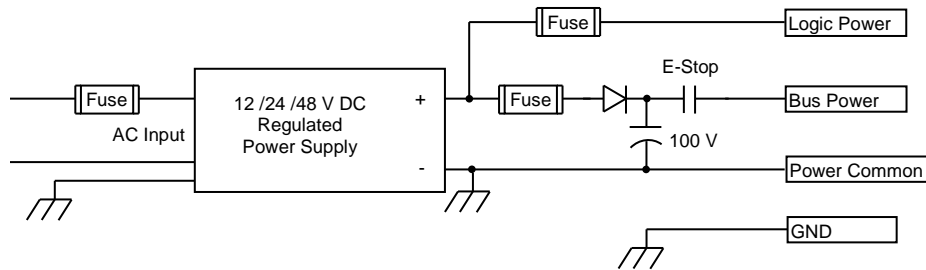 Fuse
Logic Power
E-Stop
Fuse
12 /24 /48 V DC
Regulated
Power Supply
+
-
Fuse
Bus Power
AC Input
100 V
Power Common
GND